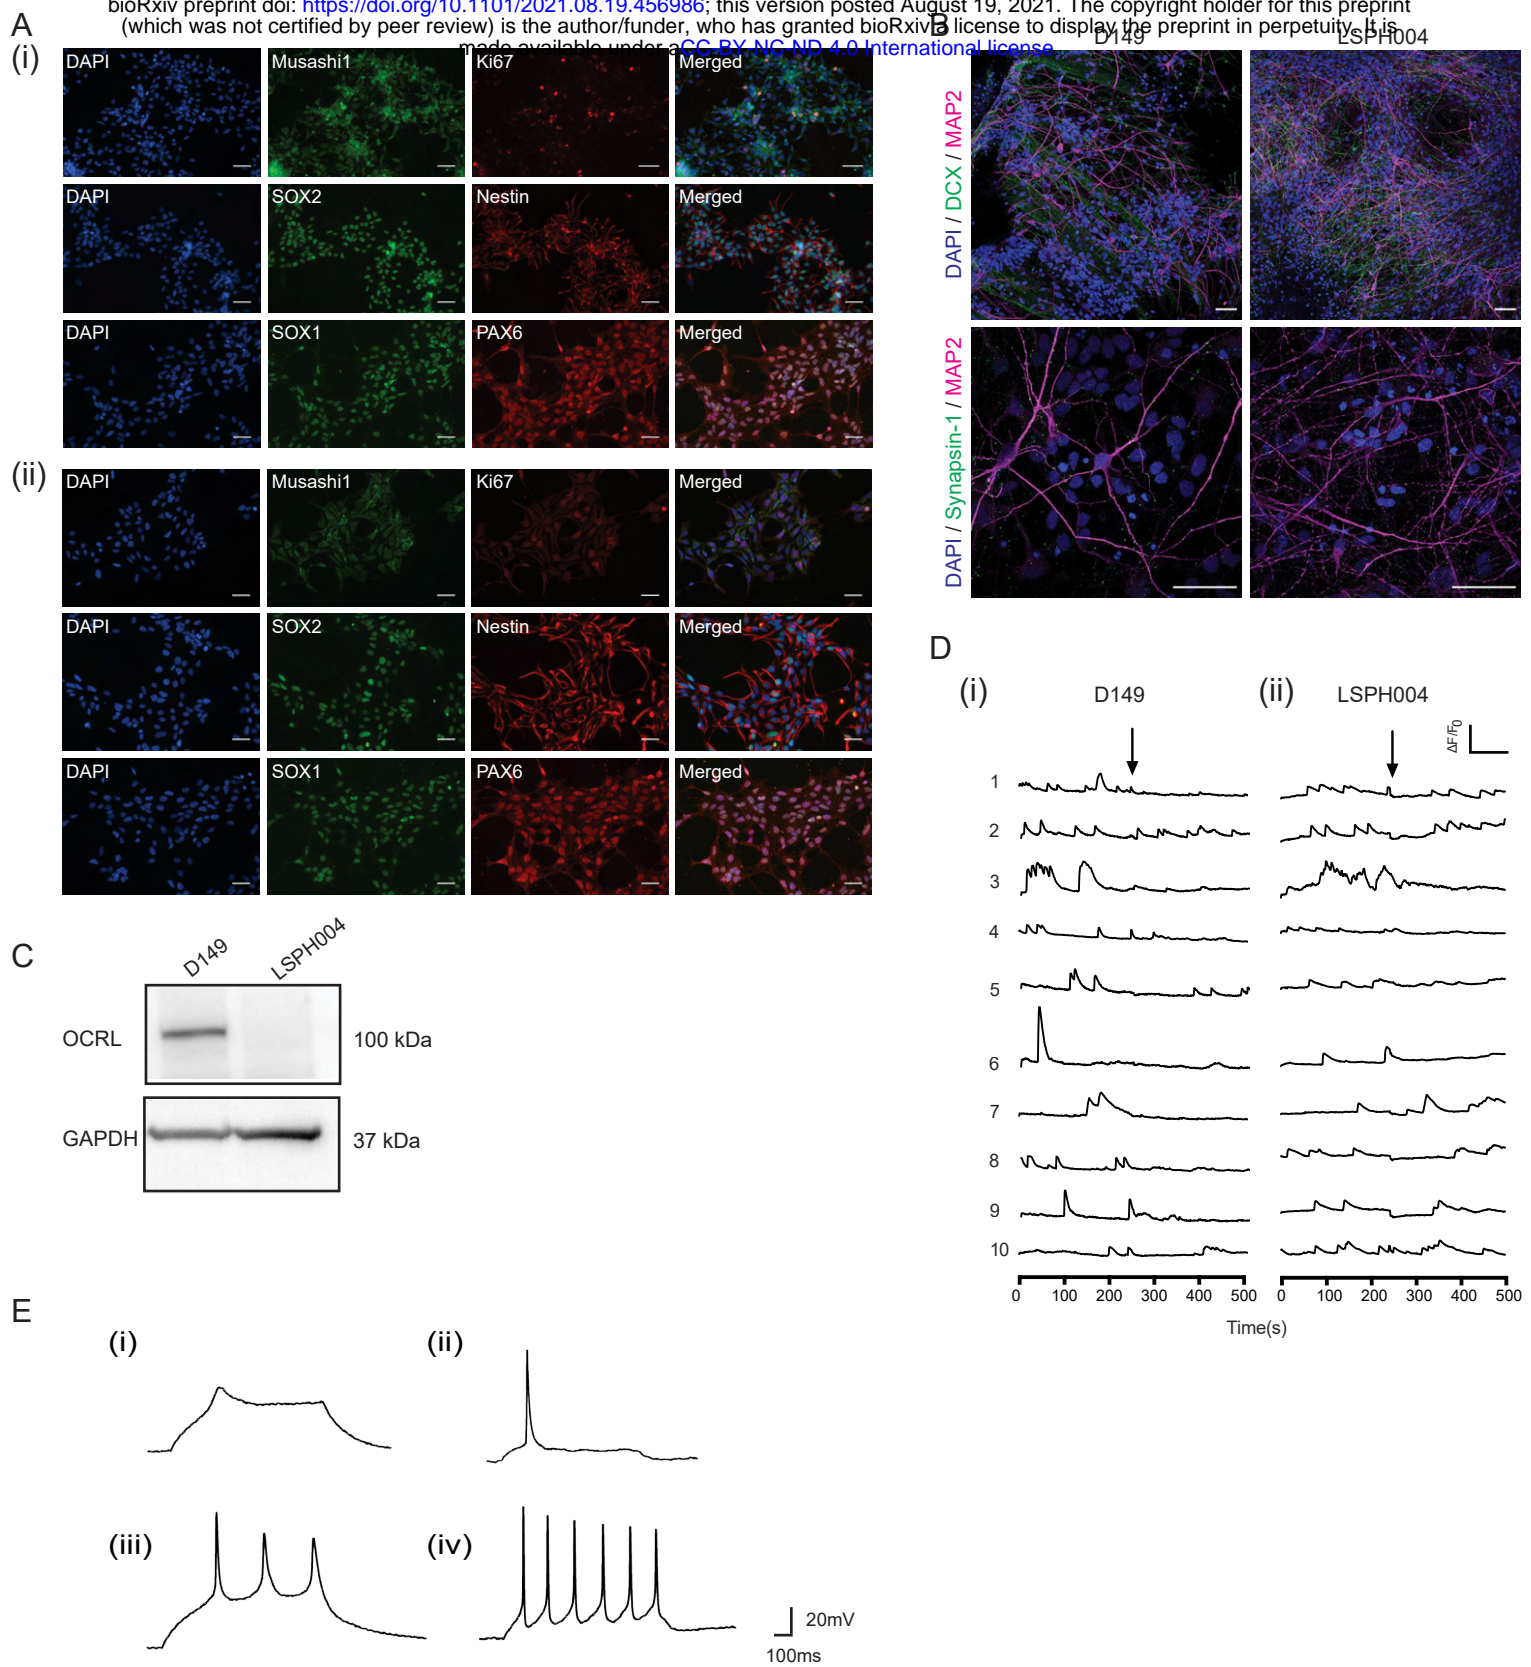 bioRxiv preprint doi: https://doi.org/10.1101/2021.08.19.456986; this version posted August 19, 2021. The copyright holder for this preprint
(which was not certified by peer review) is the author/funder, who has granted bioRxiv a license to display the preprint in perpetuity. It is
made available under aCC-BY-NC-ND 4.0 International license
A
(i)
DAPI Musashi1 Ki67 Merged
DAPI SOX2 Nestin Merged
DAPI SOX1 PAX6 Merged
(ii)
DAPI Musashi1 Ki67 Merged
DAPI SOX2 Nestin Merged
DAPI SOX1 PAX6 Merged
B
D149 LSPH004
DAPI / DCX / MAP2
DAPI / Synapsin-1 / MAP2
C
D149 LSPH004
OCRL 100 kDa
GAPDH 37 kDa
D
(i) D149 (ii) LSPH004
ΔF/F0
1
2
3
4
5
6
7
8
9
10
0 100 200 300 400 500 0 100 200 300 400 500
Time(s)
E
(i) (ii)
(iii) (iv)
20mV
100ms